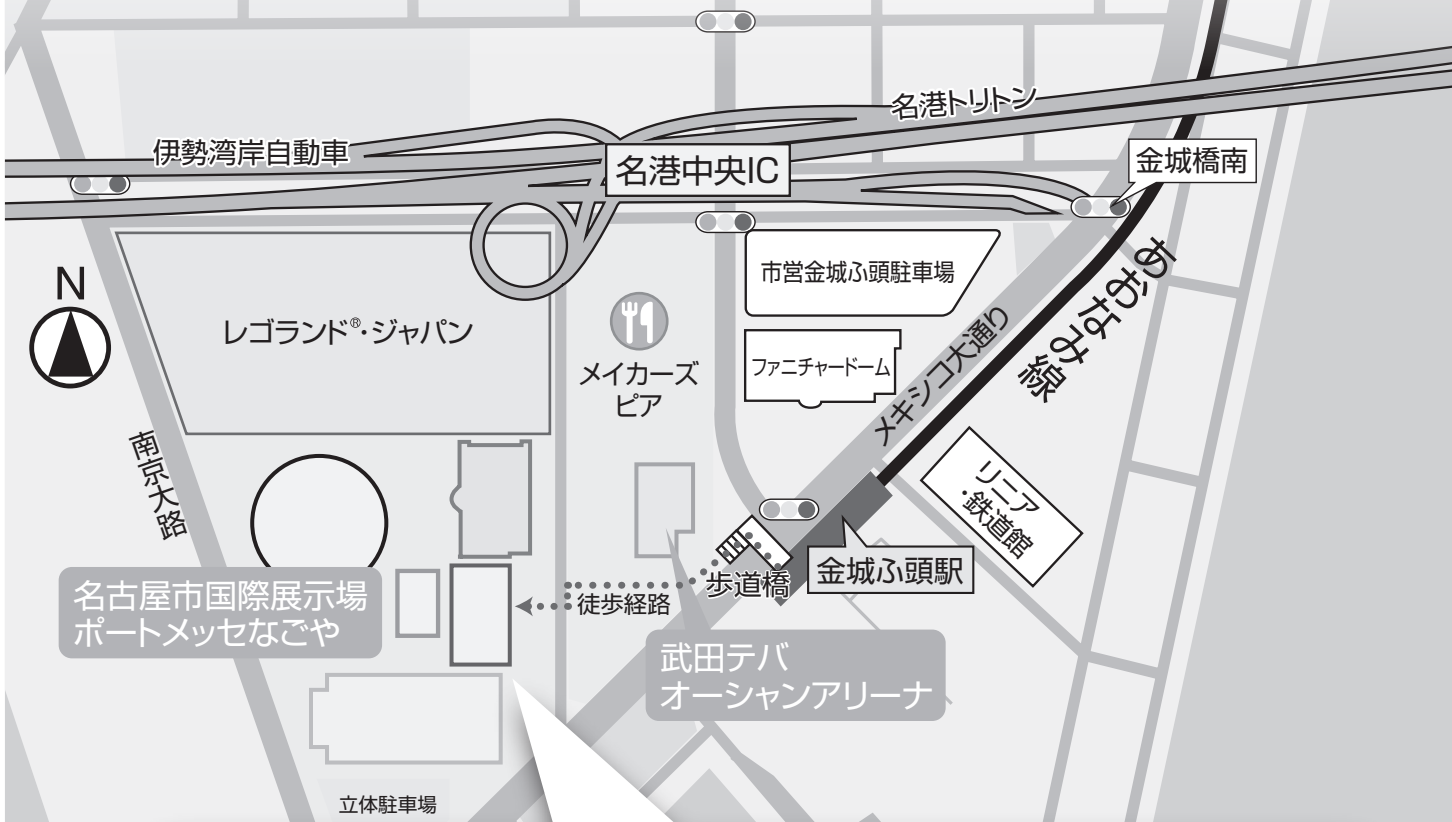 名港トリトン
伊勢湾岸自動車
名港中央IC
金城橋南
N
市営金城ふ頭駐車場
あおなみ線
レゴランド®・ジャパン
メイカーズ
ピア
ファニチャードーム
メキシコ大通り
南京大路
リニア
・鉄道館
金城ふ頭駅
歩道橋
徒歩経路
名古屋市国際展示場
ポートメッセなごや
武田テバ
オーシャンアリーナ
立体駐車場